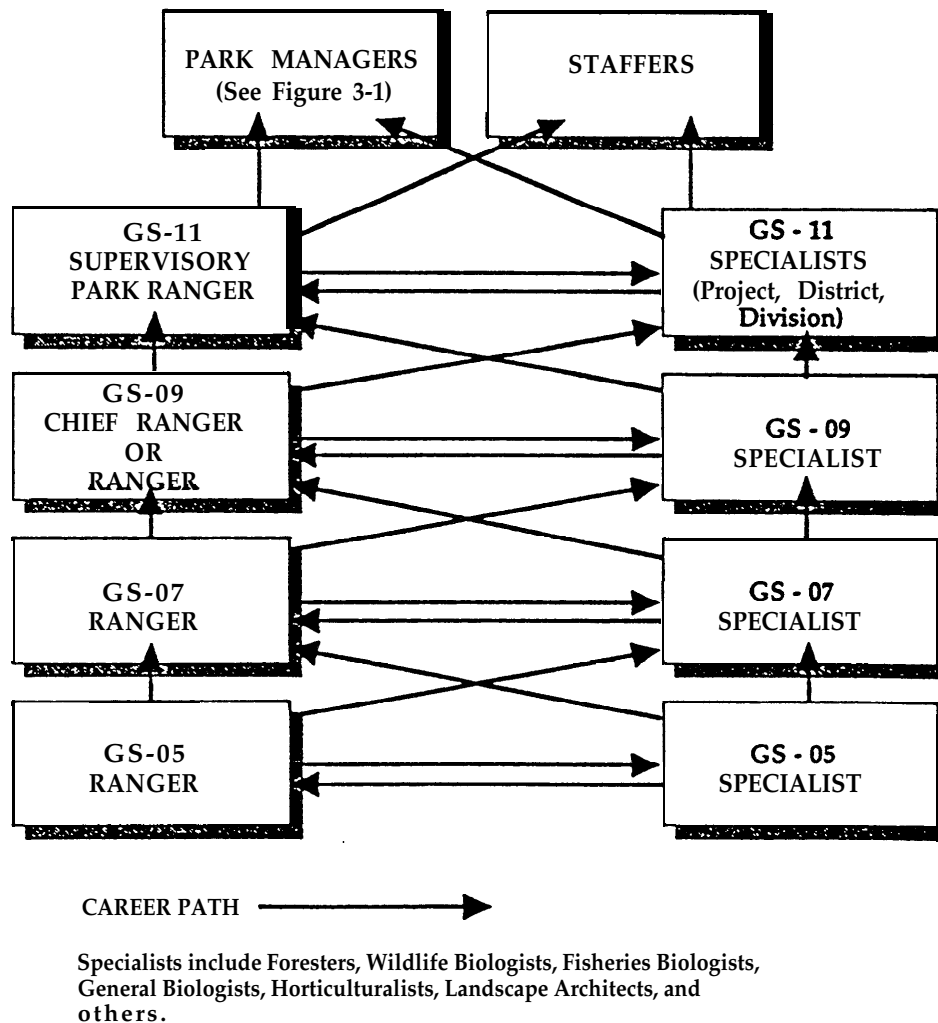 PARK MANAGERS
(See Figure 3-1)
STAFFERS
GS-11
SUPERVISORY
PARK RANGER
GS - 11
SPECIALISTS
(Project, District,
Division)
GS-09
CHIEF RANGER
OR
RANGER
GS - 09
SPECIALIST
GS-07
RANGER
GS - 07
SPECIALIST
GS-05
RANGER
GS - 05
SPECIALIST
CAREER PATH
Specialists include Foresters, Wildlife Biologists, Fisheries Biologists,
General Biologists, Horticulturalists, Landscape Architects, and
others.